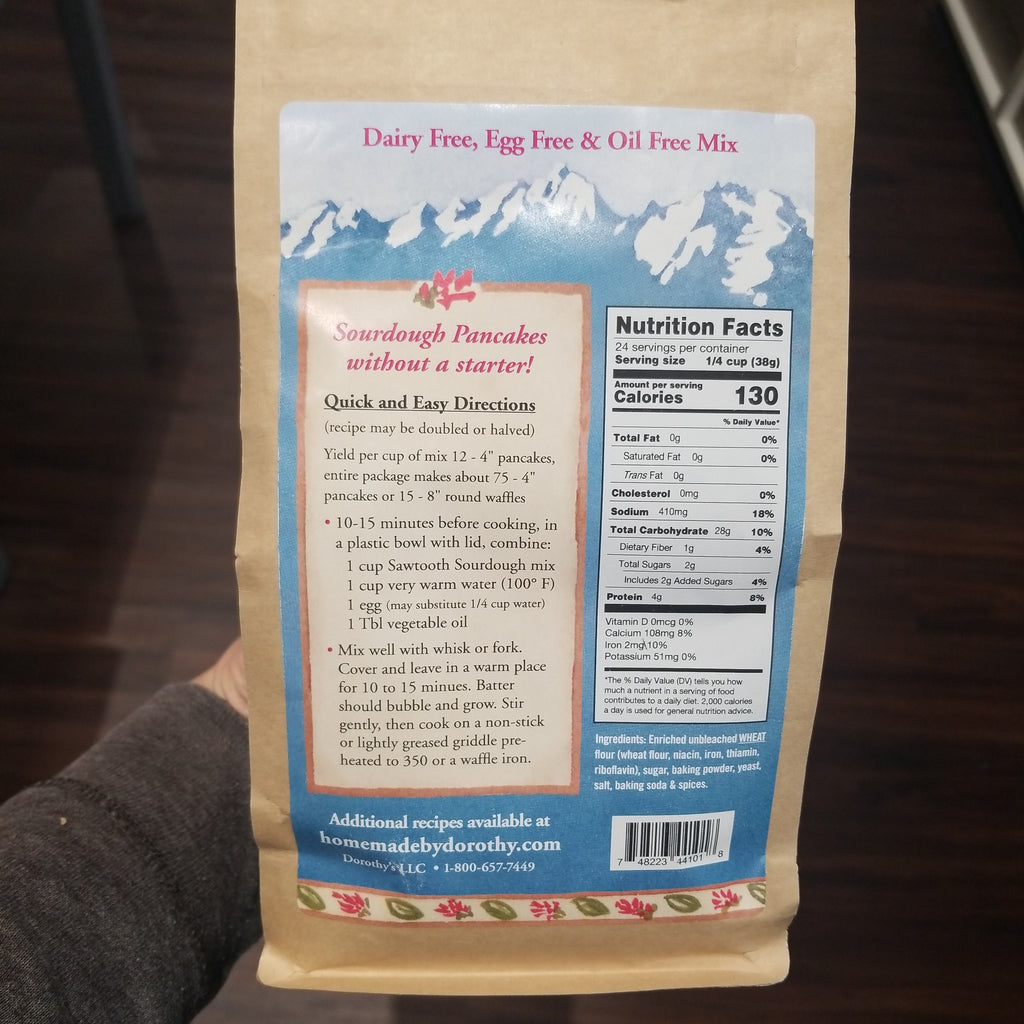 Dairy Free, Egg Free & Oil Free Mix
Sourdough Pancakes
without a starter!
Quick and Easy Directions
(recipe may be doubled or halved)
Yield per cup of mix 12 - 4" pancakes,
entire package makes about 75 - 4"
pancakes or 15 - 8" round waffles
• 10-15 minutes before cooking, in
a plastic bowl with lid, combine:
1 cup Sawtooth Sourdough mix
1 cup very warm water (100° F)
1 egg (may substitute 1/4 cup water)
1 Tbl vegetable oil
• Mix well with whisk or fork.
Cover and leave in a warm place
for 10 to 15 minues. Batter
should bubble and grow. Stir
gently, then cook on a non-stick
or lightly greased griddle pre-
heated to 350 or a waffle iron.
Additional recipes available at
homemadebydorothy.com
Dorothy's LLC • 1-800-657-7449
Nutrition Facts
24 servings per container
Serving size 1/4 cup (38g)
Amount per serving
Calories 130
% Daily Value*
Total Fat 0g 0%
Saturated Fat 0g 0%
Trans Fat 0g
Cholesterol 0mg 0%
Sodium 410mg 18%
Total Carbohydrate 28g 10%
Dietary Fiber 1g 4%
Total Sugars 2g
Includes 2g Added Sugars 4%
Protein 4g 8%
Vitamin D 0mcg 0%
Calcium 108mg 8%
Iron 2mg\10%
Potassium 51mg 0%
*The % Daily Value (DV) tells you how
much a nutrient in a serving of food
contributes to a daily diet. 2,000 calories
a day is used for general nutrition advice.
Ingredients: Enriched unbleached WHEAT
flour (wheat flour, niacin, iron, thiamin,
riboflavin), sugar, baking powder, yeast,
salt, baking soda & spices.
7 48223 44101 8